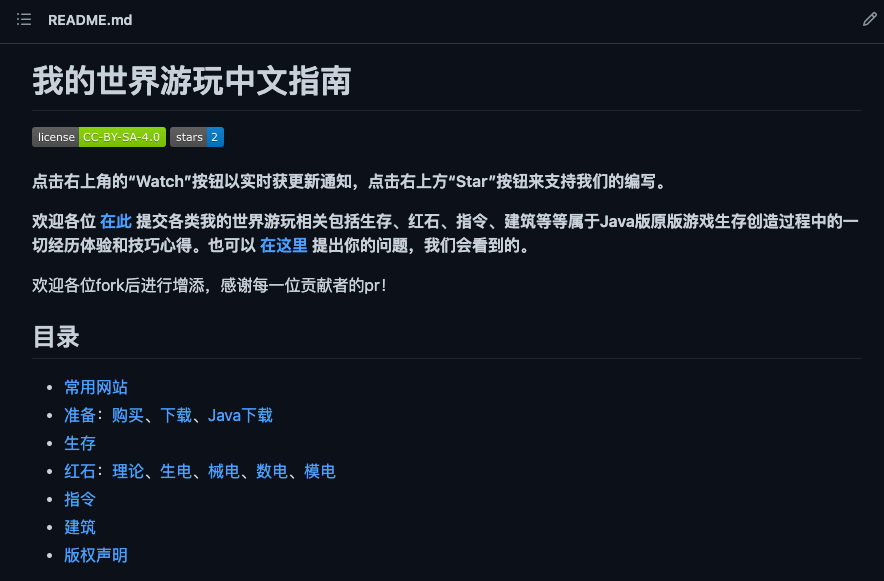 README.md
我的世界游玩中文指南
license CC-BY-SA-4.0 stars 2
点击右上角的“Watch”按钮以实时获更新通知，点击右上方“Star”按钮来支持我们的编写。
欢迎各位 在此 提交各类我的世界游玩相关包括生存、红石、指令、建筑等等属于Java版原版游戏生存创造过程中的一
切经历体验和技巧心得。也可以 在这里 提出你的问题，我们会看到的。
欢迎各位fork后进行增添，感谢每一位贡献者的pr！
目录
常用网站
准备：购买、下载、Java下载
生存
红石：理论、生电、械电、数电、模电
指令
建筑
版权声明